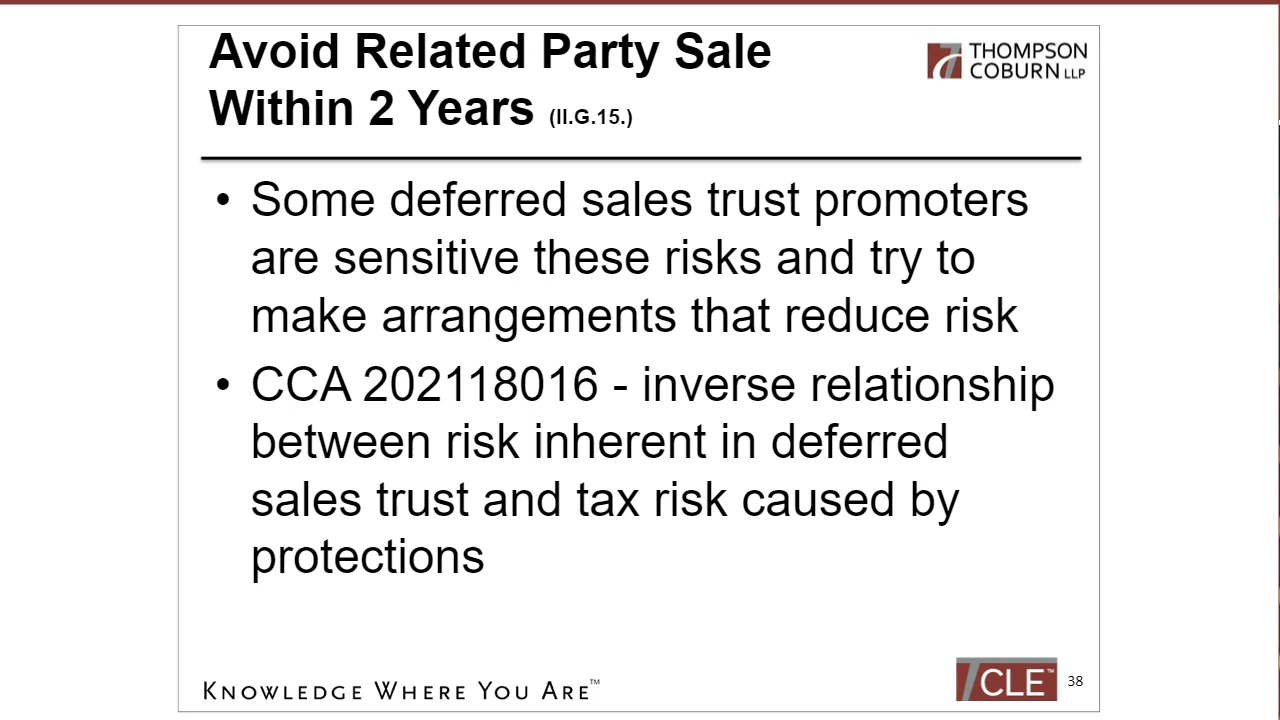 Avoid Related Party Sale
Within 2 Years (II.G.15.)
THOMPSON
COBURN LLP
• Some deferred sales trust promoters
are sensitive these risks and try to
make arrangements that reduce risk
• CCA 202118016 - inverse relationship
between risk inherent in deferred
sales trust and tax risk caused by
protections
KNOWLEDGE WHERE YOU ARE™
TCLE™
38